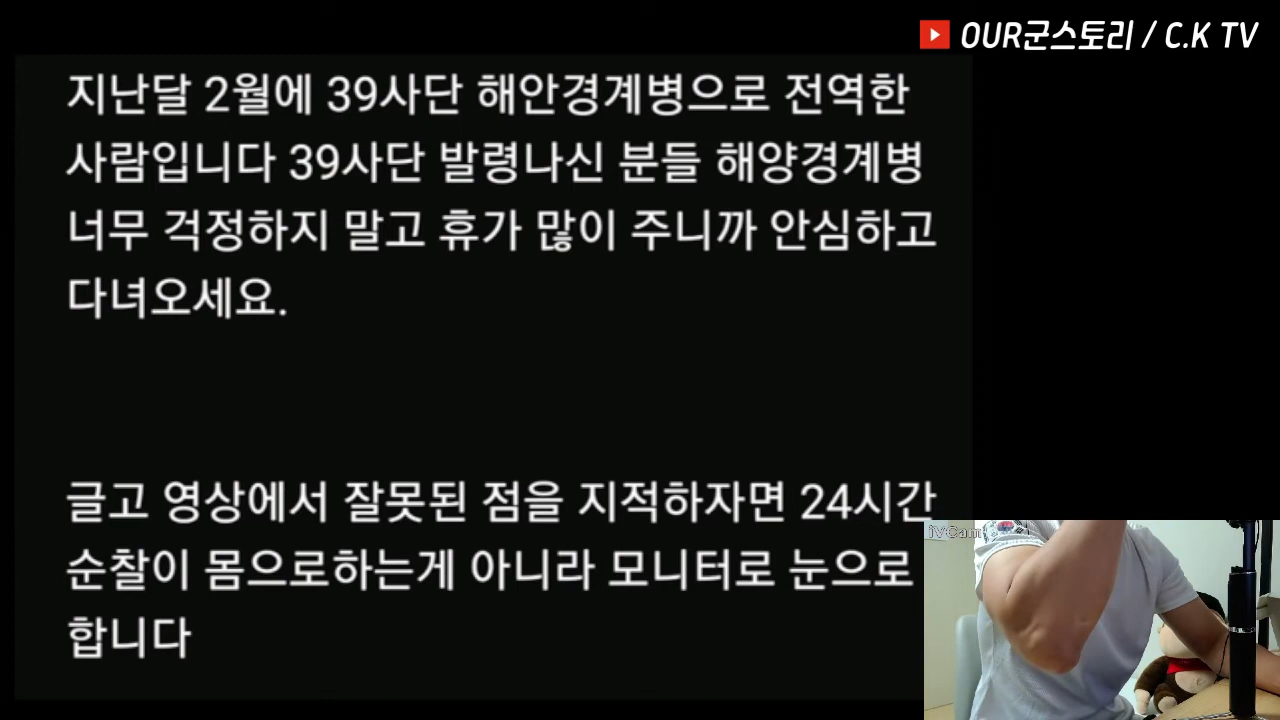 OUR군스토리 / C.K TV
지난달 2월에 39사단 해안경계병으로 전역한
사람입니다 39사단 발령나신 분들 해양경계병
너무 걱정하지 말고 휴가 많이 주니까 안심하고
다녀오세요.
글고 영상에서 잘못된 점을 지적하자면 24시간
순찰이 몸으로하는게 아니라 모니터로 눈으로
합니다
iVCam